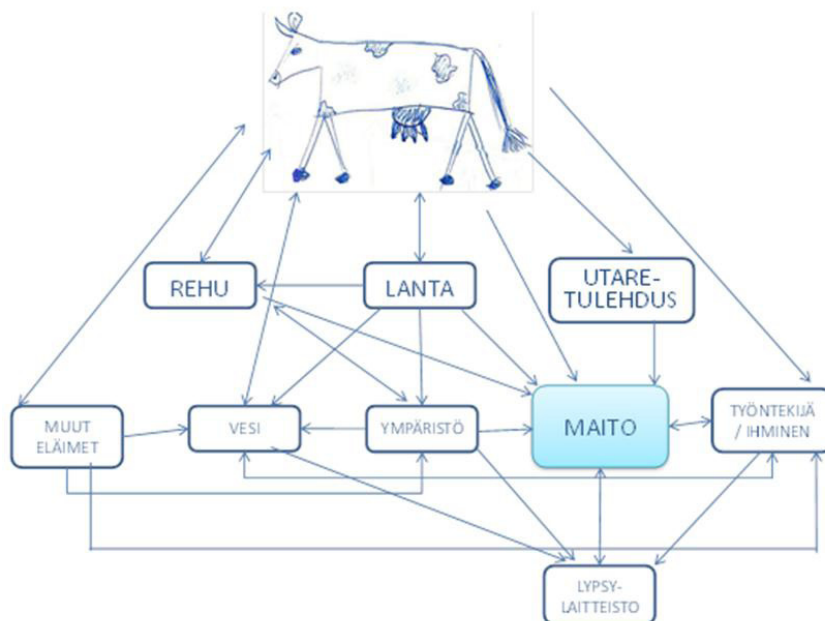 REHU
LANTA
UTARE-
TULEHDUS
MUUT
ELÄIMET
VESI
YMPÄRISTÖ
MAITO
TYÖNTEKIJÄ
/ IHMINEN
LYPSY-
LAITTEISTO